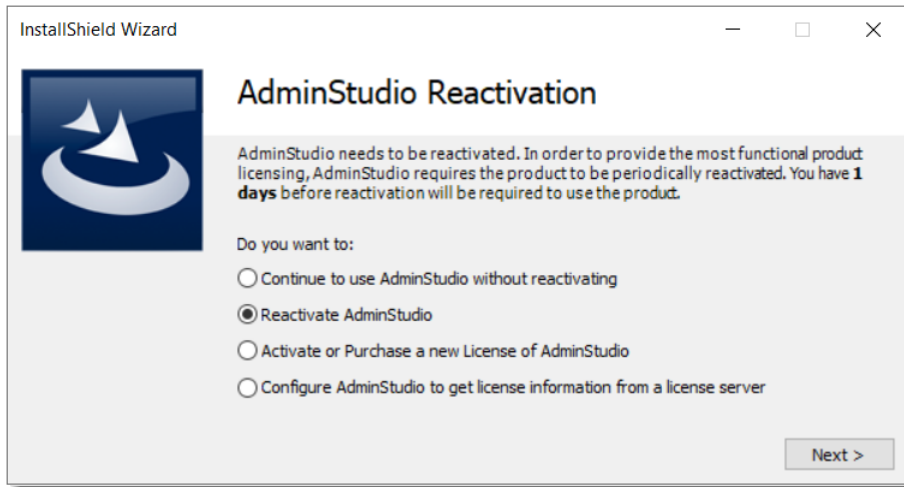 InstallShield Wizard
AdminStudio Reactivation
AdminStudio needs to be reactivated. In order to provide the most functional product
licensing, AdminStudio requires the product to be periodically reactivated. You have 1
days before reactivation will be required to use the product.
Do you want to:
Continue to use AdminStudio without reactivating
Reactivate AdminStudio
Activate or Purchase a new License of AdminStudio
Configure AdminStudio to get license information from a license server
Next >